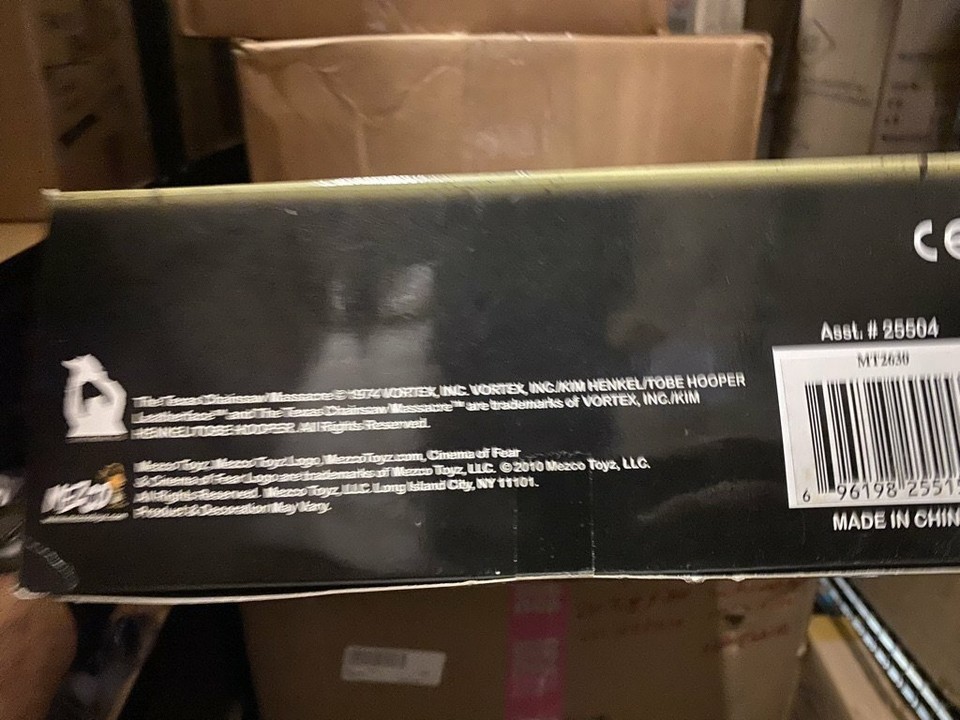 CE
Asst. # 25504
MT2630
The Texas Chainsaw Massacre © 1974 VORTEX, INC. VORTEX, INC./KIM HENKEL/TOBE HOOPER
Leatherface™ and The Texas Chainsaw Massacre™ are trademarks of VORTEX, INC./KIM
HENKEL/TOBE HOOPER. All Rights Reserved.
Mezco Toyz, Mezco Toyz Logo, MezcoToyz.com, Cinema of Fear
& Cinema of Fear Logo are trademarks of Mezco Toyz, LLC. © 2010 Mezco Toyz, LLC.
All Rights Reserved. Mezco Toyz, LLC. Long Island City, NY 11101.
Product & Decoration May Vary.
MEZCO
6 96198 25515
MADE IN CHIN